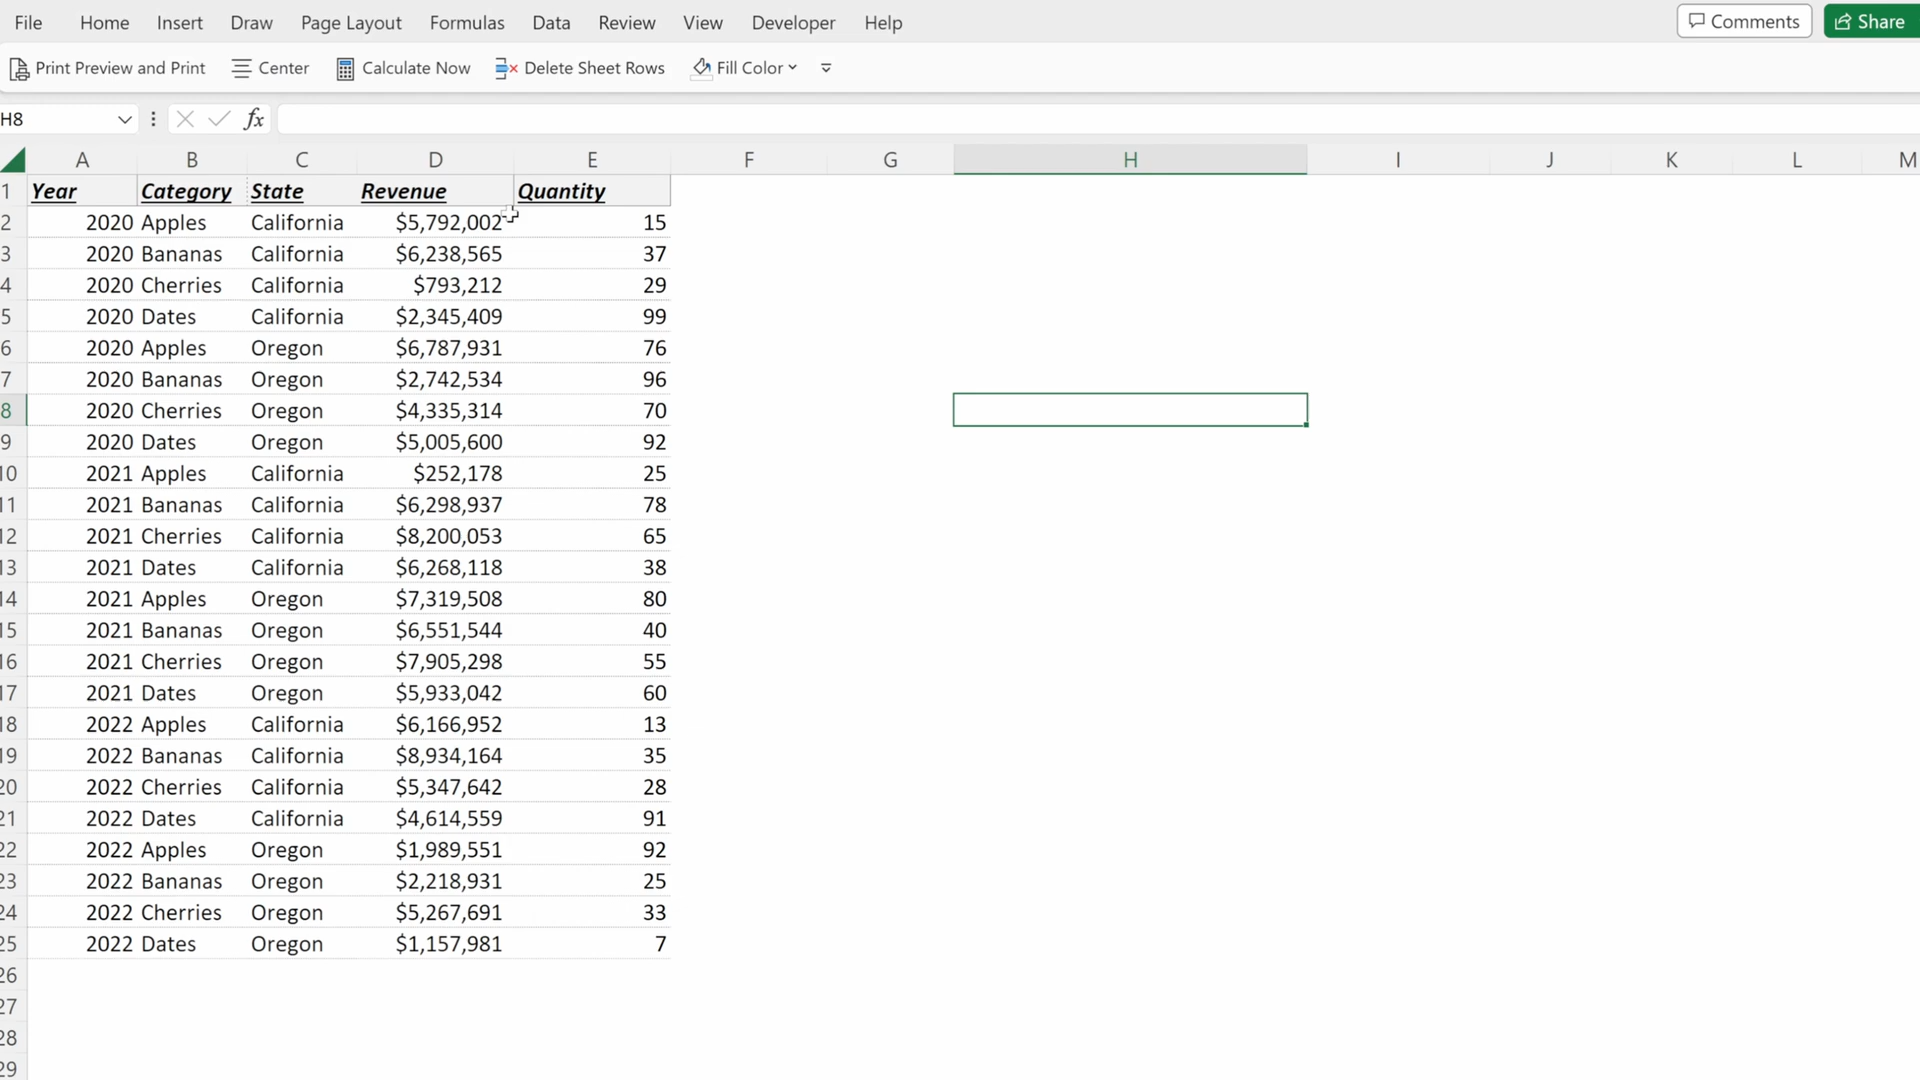 File Home Insert Draw Page Layout Formulas Data Review View Developer Help Comments Share
Print Preview and Print Center Calculate Now Delete Sheet Rows Fill Color
H8 fx
A B C D E F G H I J K L M
1 Year Category State Revenue Quantity
2 2020 Apples California $5,792,002 15
3 2020 Bananas California $6,238,565 37
4 2020 Cherries California $793,212 29
5 2020 Dates California $2,345,409 99
6 2020 Apples Oregon $6,787,931 76
7 2020 Bananas Oregon $2,742,534 96
8 2020 Cherries Oregon $4,335,314 70
9 2020 Dates Oregon $5,005,600 92
10 2021 Apples California $252,178 25
11 2021 Bananas California $6,298,937 78
12 2021 Cherries California $8,200,053 65
13 2021 Dates California $6,268,118 38
14 2021 Apples Oregon $7,319,508 80
15 2021 Bananas Oregon $6,551,544 40
16 2021 Cherries Oregon $7,905,298 55
17 2021 Dates Oregon $5,933,042 60
18 2022 Apples California $6,166,952 13
19 2022 Bananas California $8,934,164 35
20 2022 Cherries California $5,347,642 28
21 2022 Dates California $4,614,559 91
22 2022 Apples Oregon $1,989,551 92
23 2022 Bananas Oregon $2,218,931 25
24 2022 Cherries Oregon $5,267,691 33
25 2022 Dates Oregon $1,157,981 7
26
27
28
29